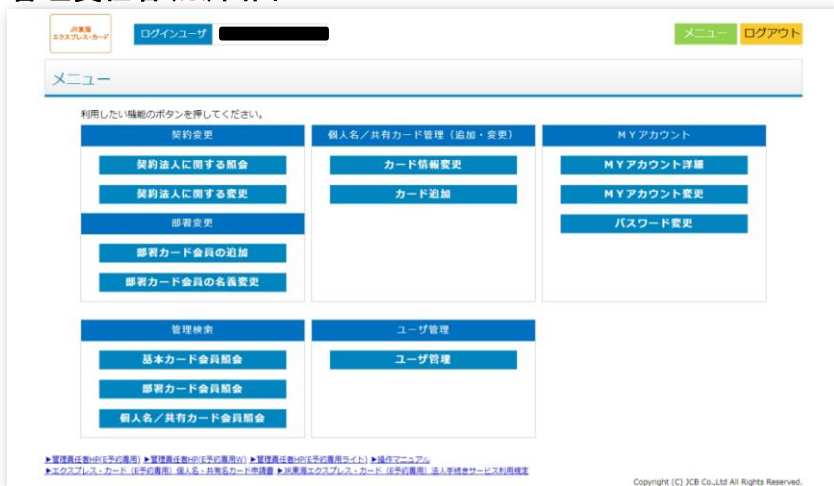 JR東海
エクスプレス・カード
ログインユーザ
メニュー
ログアウト
メニュー
利用したい機能のボタンを押してください。
契約変更
契約法人に関する照会
契約法人に関する変更
部署変更
部署カード会員の追加
部署カード会員の名義変更
個人名/共有カード管理(追加・変更)
カード情報変更
カード追加
MYアカウント
MYアカウント詳細
MYアカウント変更
パスワード変更
管理検索
基本カード会員照会
部署カード会員照会
個人名/共有カード会員照会
ユーザ管理
ユーザ管理
▶管理責任者HP(E予約専用) ▶管理責任者HP(E予約専用W) ▶管理責任者HP(E予約専用ライト) ▶操作マニュアル
▶エクスプレス・カード(E予約専用)個人名・共有名カード申請書 ▶JR東海エクスプレス・カード(E予約専用)法人手続きサービス利用規定
Copyright (C) JCB Co.,Ltd All Rights Reserved.